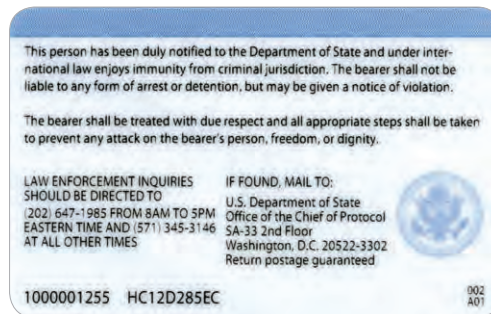 This person has been duly notified to the Department of State and under inter-
national law enjoys immunity from criminal jurisdiction. The bearer shall not be
liable to any form of arrest or detention, but may be given a notice of violation.
The bearer shall be treated with due respect and all appropriate steps shall be taken
to prevent any attack on the bearer's person, freedom, or dignity.
LAW ENFORCEMENT INQUIRIES
SHOULD BE DIRECTED TO
(202) 647-1985 FROM 8AM TO 5PM
EASTERN TIME AND (571) 345-3146
AT ALL OTHER TIMES
IF FOUND, MAIL TO:
U.S. Department of State
Office of the Chief of Protocol
SA-33 2nd Floor
Washington, D.C. 20522-3302
Return postage guaranteed
1000001255 HC12D285EC
002
A01